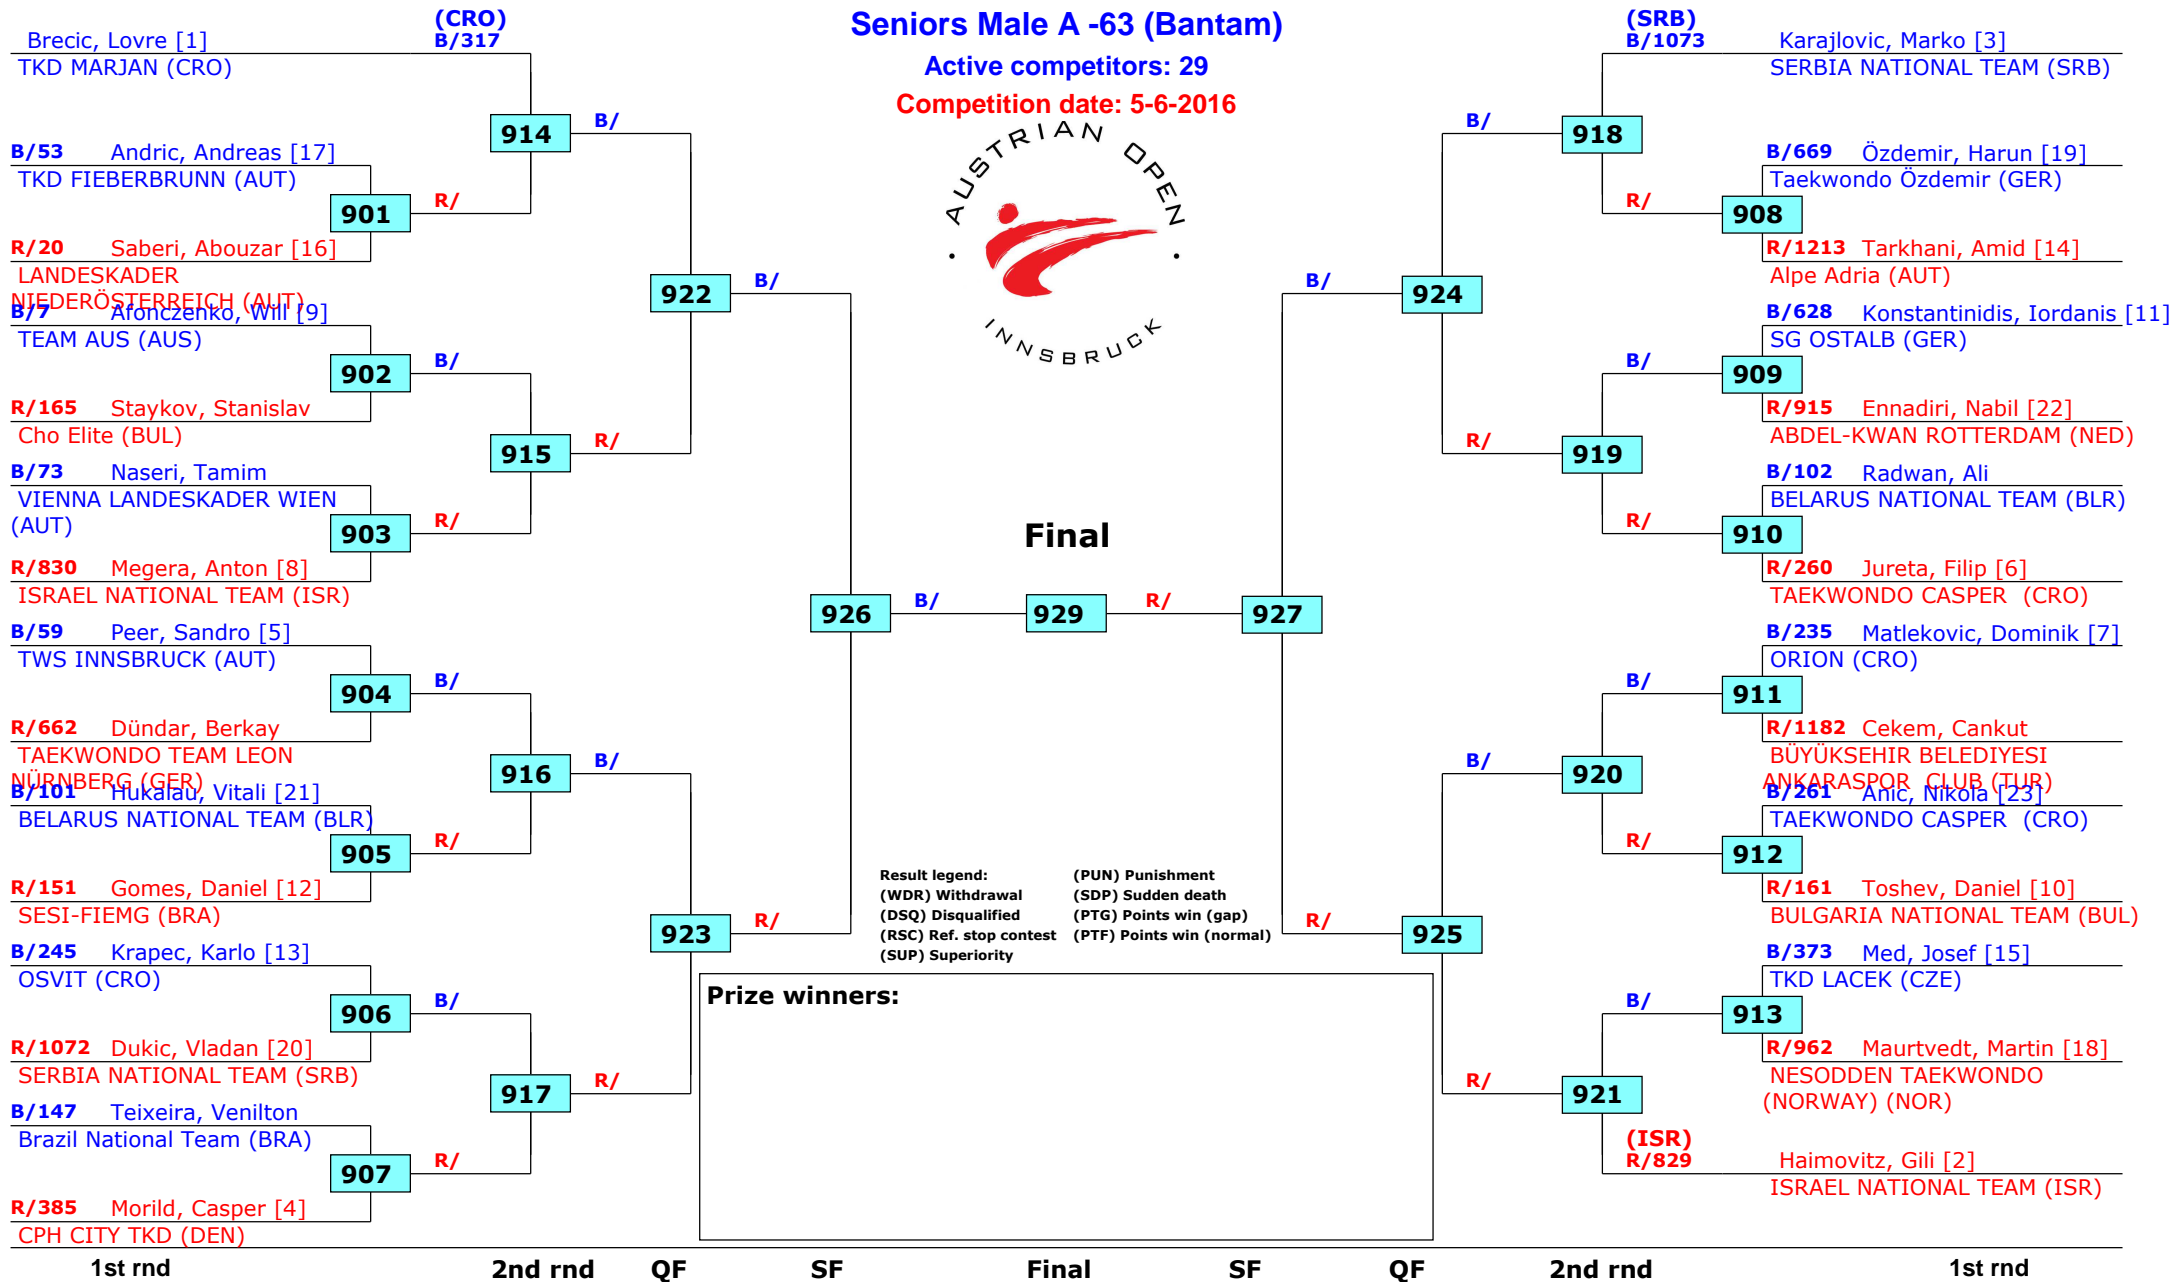 Seniors Male A -63 (Bantam)
Active competitors: 29
Competition date: 5-6-2016
AUSTRIAN OPEN
INNSBRUCK
(CRO)
Brecic, Lovre [1] B/317
TKD MARJAN (CRO)
914
B/
B/53 Andric, Andreas [17]
TKD FIEBERBRUNN (AUT)
901
R/
R/20 Saberi, Abouzar [16]
LANDESKADER
NIEDERÖSTERREICH (AUT)
922
B/
B/7 Afonczenko, Will [9]
TEAM AUS (AUS)
902
B/
R/165 Staykov, Stanislav
Cho Elite (BUL)
915
R/
B/73 Naseri, Tamim
VIENNA LANDESKADER WIEN
(AUT)
903
R/
R/830 Megera, Anton [8]
ISRAEL NATIONAL TEAM (ISR)
926
B/
B/59 Peer, Sandro [5]
TWS INNSBRUCK (AUT)
904
B/
R/662 Dündar, Berkay
TAEKWONDO TEAM LEON
NÜRNBERG (GER)
916
B/
B/101 Hukalau, Vitali [21]
BELARUS NATIONAL TEAM (BLR)
905
R/
R/151 Gomes, Daniel [12]
SESI-FIEMG (BRA)
923
R/
B/245 Krapec, Karlo [13]
OSVIT (CRO)
906
B/
R/1072 Dukic, Vladan [20]
SERBIA NATIONAL TEAM (SRB)
917
R/
B/147 Teixeira, Venilton
Brazil National Team (BRA)
907
R/
R/385 Morild, Casper [4]
CPH CITY TKD (DEN)
Final
929
(SRB)
B/1073 Karajlovic, Marko [3]
SERBIA NATIONAL TEAM (SRB)
B/
918
B/669 Özdemir, Harun [19]
Taekwondo Özdemir (GER)
R/
908
R/1213 Tarkhani, Amid [14]
Alpe Adria (AUT)
B/
924
B/628 Konstantinidis, Iordanis [11]
SG OSTALB (GER)
B/
909
R/915 Ennadiri, Nabil [22]
ABDEL-KWAN ROTTERDAM (NED)
R/
919
B/102 Radwan, Ali
BELARUS NATIONAL TEAM (BLR)
R/
910
R/260 Jureta, Filip [6]
TAEKWONDO CASPER (CRO)
R/
927
B/235 Matlekovic, Dominik [7]
ORION (CRO)
B/
911
R/1182 Cekem, Cankut
BÜYÜKSEHIR BELEDIYESI
ANKARASPOR CLUB (TUR)
B/
920
B/261 Anic, Nikola [23]
TAEKWONDO CASPER (CRO)
R/
912
R/161 Toshev, Daniel [10]
BULGARIA NATIONAL TEAM (BUL)
R/
925
B/373 Med, Josef [15]
TKD LACEK (CZE)
B/
913
R/962 Maurtvedt, Martin [18]
NESODDEN TAEKWONDO
(NORWAY) (NOR)
R/
921
(ISR)
R/829 Haimovitz, Gili [2]
ISRAEL NATIONAL TEAM (ISR)
Result legend: (PUN) Punishment
(WDR) Withdrawal (SDP) Sudden death
(DSQ) Disqualified (PTG) Points win (gap)
(RSC) Ref. stop contest (PTF) Points win (normal)
(SUP) Superiority
Prize winners:
1st rnd 2nd rnd QF SF Final SF QF 2nd rnd 1st rnd